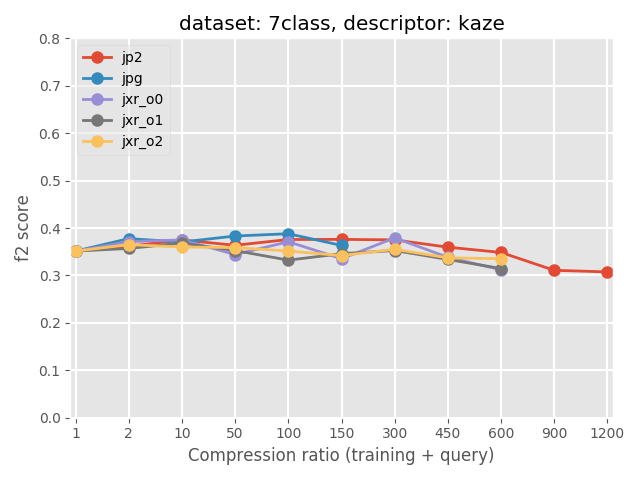 dataset: 7class, descriptor: kaze
jp2
jpg
jxr_o0
jxr_o1
jxr_o2
f2 score
0.8
0.7
0.6
0.5
0.4
0.3
0.2
0.1
0.0
1 2 10 50 100 150 300 450 600 900 1200
Compression ratio (training + query)